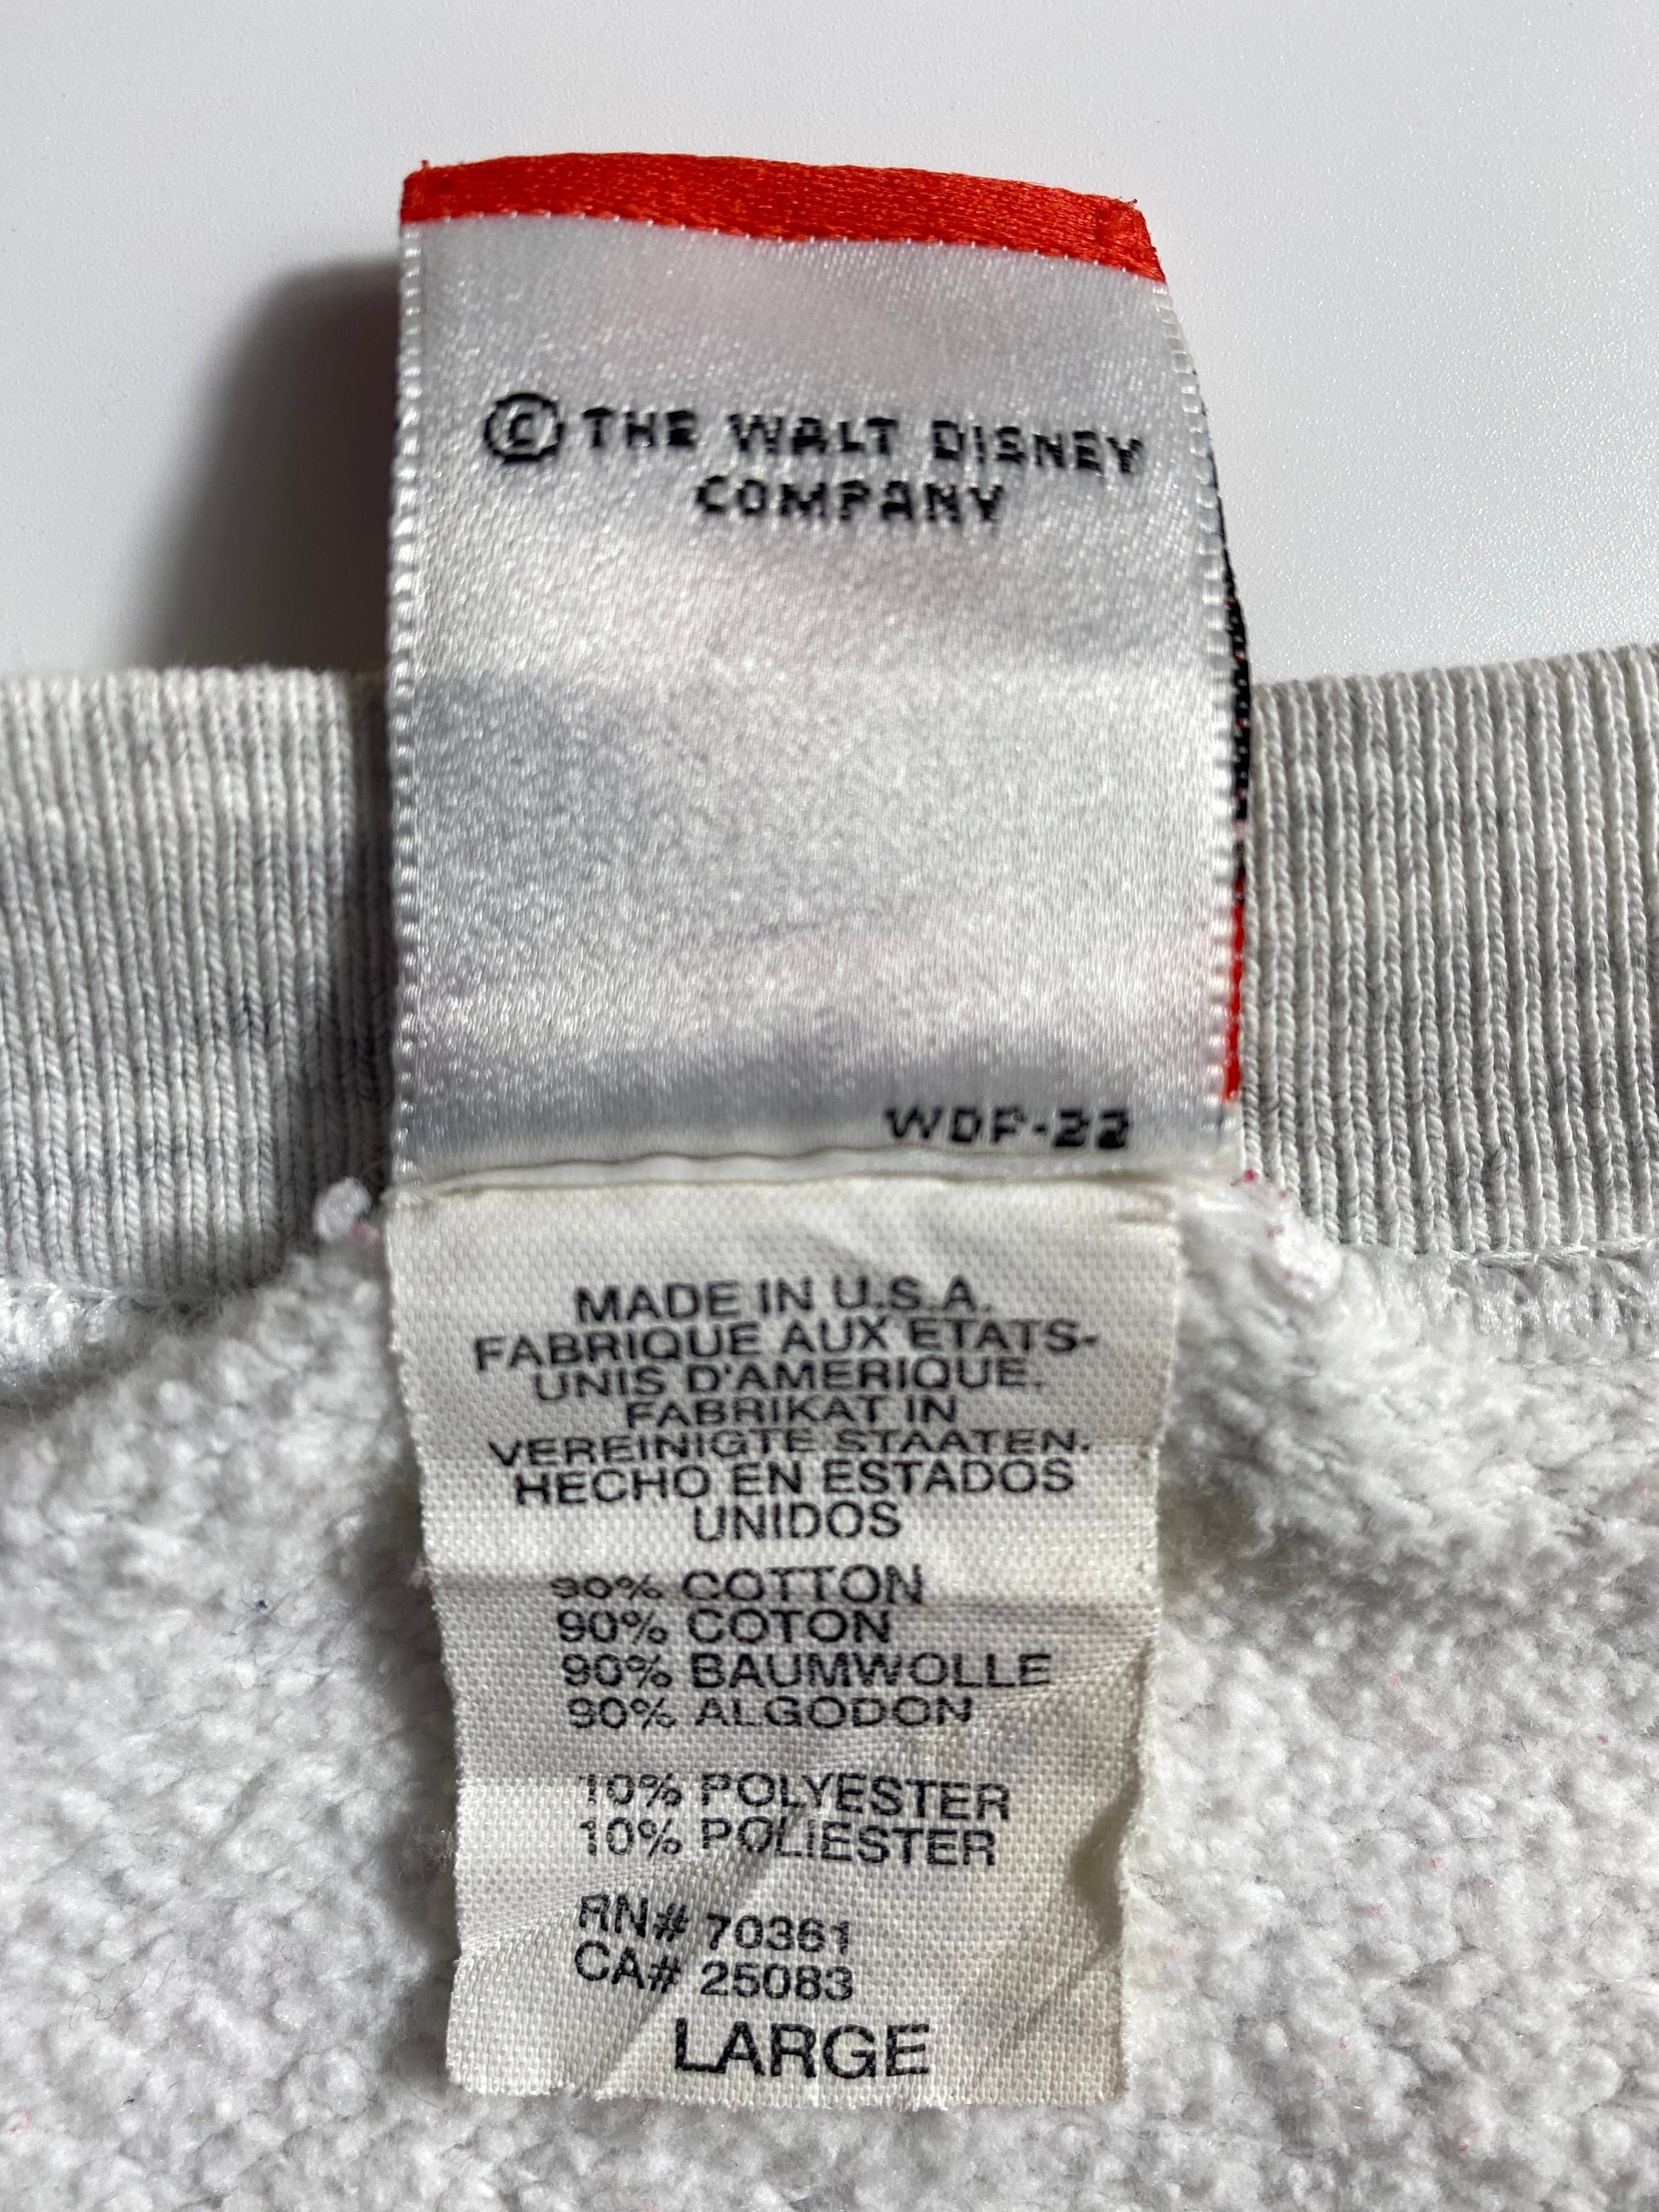 © THE WALT DISNEY
COMPANY
WDP-22
MADE IN U.S.A.
FABRIQUE AUX ETATS-
UNIS D'AMERIQUE.
FABRIKAT IN
VEREINIGTE STAATEN.
HECHO EN ESTADOS
UNIDOS
90% COTTON
90% COTON
90% BAUMWOLLE
90% ALGODON
10% POLYESTER
10% POLIESTER
RN# 70361
CA# 25083
LARGE